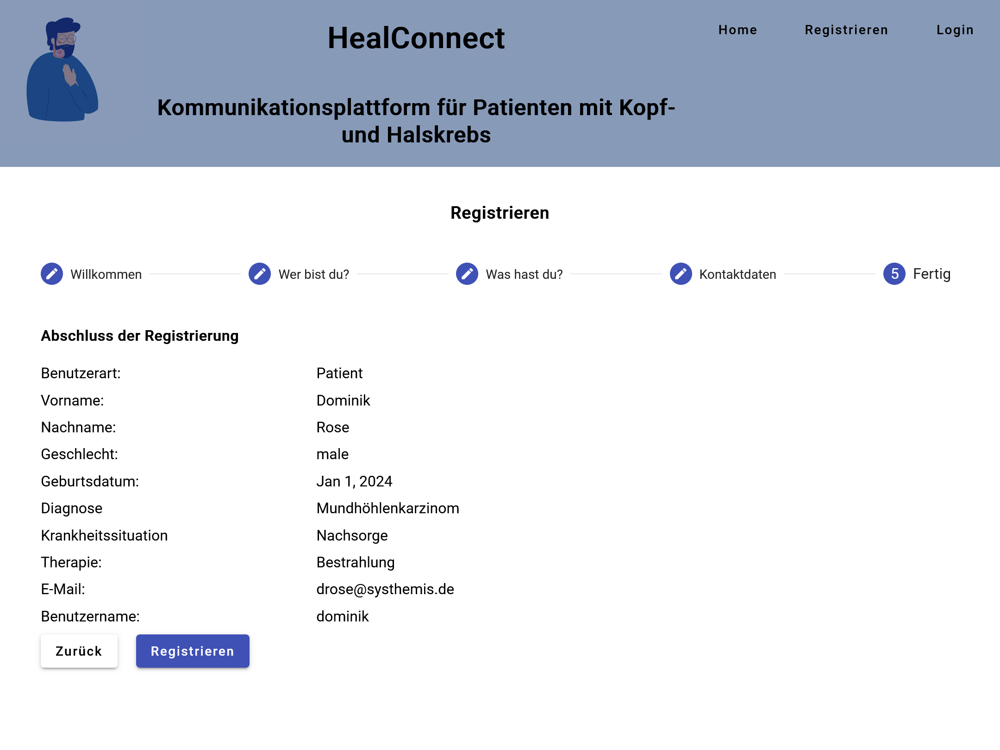 HealConnect
Home Registrieren Login
Kommunikationsplattform für Patienten mit Kopf-
und Halskrebs
Registrieren
Willkommen Wer bist du? Was hast du? Kontaktdaten 5 Fertig
Abschluss der Registrierung
Benutzerart: Patient
Vorname: Dominik
Nachname: Rose
Geschlecht: male
Geburtsdatum: Jan 1, 2024
Diagnose Mundhöhlenkarzinom
Krankheitssituation Nachsorge
Therapie: Bestrahlung
E-Mail: drose@systhemis.de
Benutzername: dominik
Zurück Registrieren